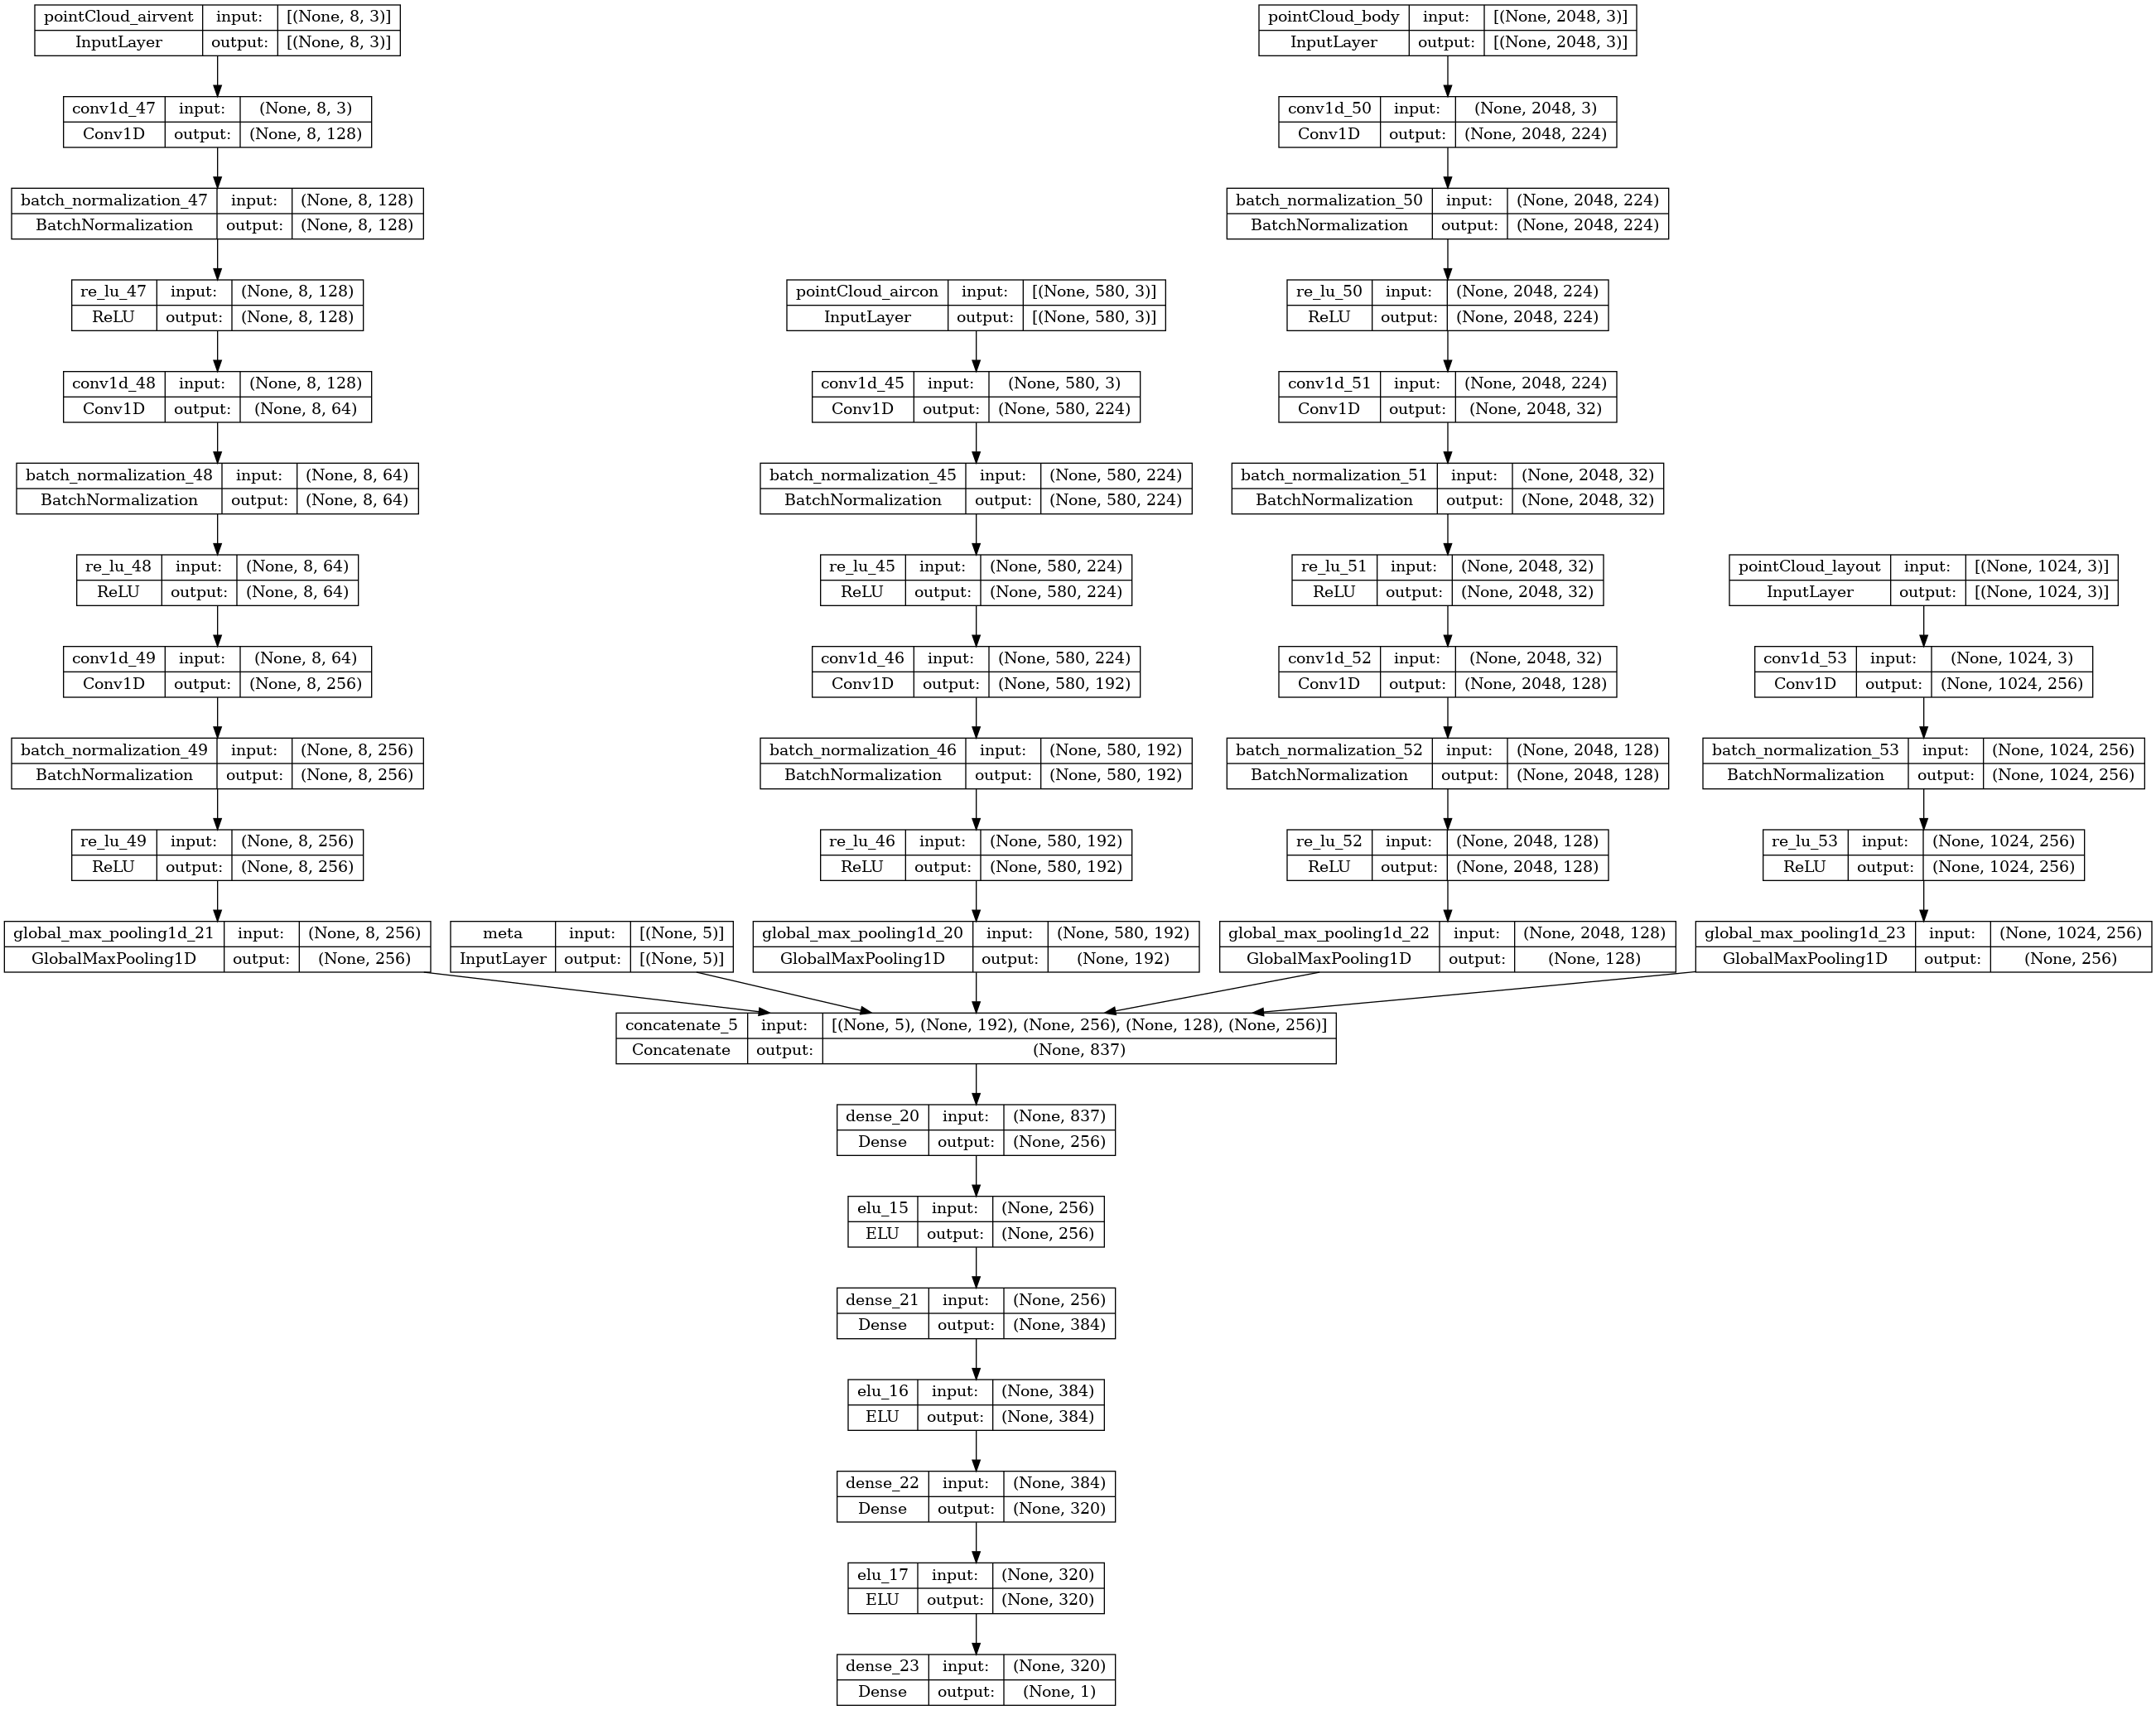 pointCloud_airvent input: [(None, 8, 3)]
InputLayer output: [(None, 8, 3)]
conv1d_47 input: (None, 8, 3)
Conv1D output: (None, 8, 128)
batch_normalization_47 input: (None, 8, 128)
BatchNormalization output: (None, 8, 128)
re_lu_47 input: (None, 8, 128)
ReLU output: (None, 8, 128)
conv1d_48 input: (None, 8, 128)
Conv1D output: (None, 8, 64)
batch_normalization_48 input: (None, 8, 64)
BatchNormalization output: (None, 8, 64)
re_lu_48 input: (None, 8, 64)
ReLU output: (None, 8, 64)
conv1d_49 input: (None, 8, 64)
Conv1D output: (None, 8, 256)
batch_normalization_49 input: (None, 8, 256)
BatchNormalization output: (None, 8, 256)
re_lu_49 input: (None, 8, 256)
ReLU output: (None, 8, 256)
global_max_pooling1d_21 input: (None, 8, 256)
GlobalMaxPooling1D output: (None, 256)
meta input: [(None, 5)]
InputLayer output: [(None, 5)]
pointCloud_aircon input: [(None, 580, 3)]
InputLayer output: [(None, 580, 3)]
conv1d_45 input: (None, 580, 3)
Conv1D output: (None, 580, 224)
batch_normalization_45 input: (None, 580, 224)
BatchNormalization output: (None, 580, 224)
re_lu_45 input: (None, 580, 224)
ReLU output: (None, 580, 224)
conv1d_46 input: (None, 580, 224)
Conv1D output: (None, 580, 192)
batch_normalization_46 input: (None, 580, 192)
BatchNormalization output: (None, 580, 192)
re_lu_46 input: (None, 580, 192)
ReLU output: (None, 580, 192)
global_max_pooling1d_20 input: (None, 580, 192)
GlobalMaxPooling1D output: (None, 192)
pointCloud_body input: [(None, 2048, 3)]
InputLayer output: [(None, 2048, 3)]
conv1d_50 input: (None, 2048, 3)
Conv1D output: (None, 2048, 224)
batch_normalization_50 input: (None, 2048, 224)
BatchNormalization output: (None, 2048, 224)
re_lu_50 input: (None, 2048, 224)
ReLU output: (None, 2048, 224)
conv1d_51 input: (None, 2048, 224)
Conv1D output: (None, 2048, 32)
batch_normalization_51 input: (None, 2048, 32)
BatchNormalization output: (None, 2048, 32)
re_lu_51 input: (None, 2048, 32)
ReLU output: (None, 2048, 32)
conv1d_52 input: (None, 2048, 32)
Conv1D output: (None, 2048, 128)
batch_normalization_52 input: (None, 2048, 128)
BatchNormalization output: (None, 2048, 128)
re_lu_52 input: (None, 2048, 128)
ReLU output: (None, 2048, 128)
global_max_pooling1d_22 input: (None, 2048, 128)
GlobalMaxPooling1D output: (None, 128)
pointCloud_layout input: [(None, 1024, 3)]
InputLayer output: [(None, 1024, 3)]
conv1d_53 input: (None, 1024, 3)
Conv1D output: (None, 1024, 256)
batch_normalization_53 input: (None, 1024, 256)
BatchNormalization output: (None, 1024, 256)
re_lu_53 input: (None, 1024, 256)
ReLU output: (None, 1024, 256)
global_max_pooling1d_23 input: (None, 1024, 256)
GlobalMaxPooling1D output: (None, 256)
concatenate_5 input: [(None, 5), (None, 192), (None, 256), (None, 128), (None, 256)]
Concatenate output: (None, 837)
dense_20 input: (None, 837)
Dense output: (None, 256)
elu_15 input: (None, 256)
ELU output: (None, 256)
dense_21 input: (None, 256)
Dense output: (None, 384)
elu_16 input: (None, 384)
ELU output: (None, 384)
dense_22 input: (None, 384)
Dense output: (None, 320)
elu_17 input: (None, 320)
ELU output: (None, 320)
dense_23 input: (None, 320)
Dense output: (None, 1)